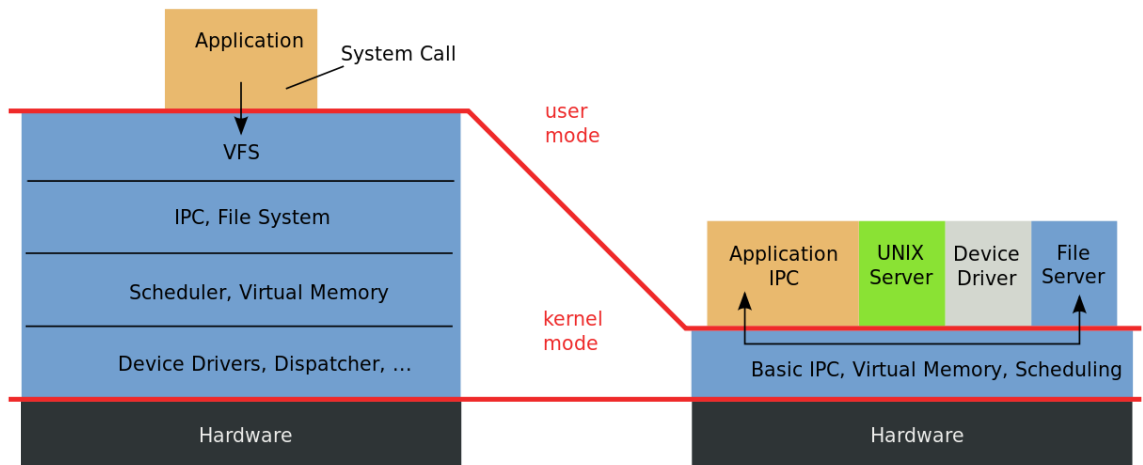 Application
System Call
VFS
IPC, File System
Scheduler, Virtual Memory
Device Drivers, Dispatcher, ...
Hardware
user
mode
kernel
mode
Application
IPC
UNIX
Server
Device
Driver
File
Server
Basic IPC, Virtual Memory, Scheduling
Hardware